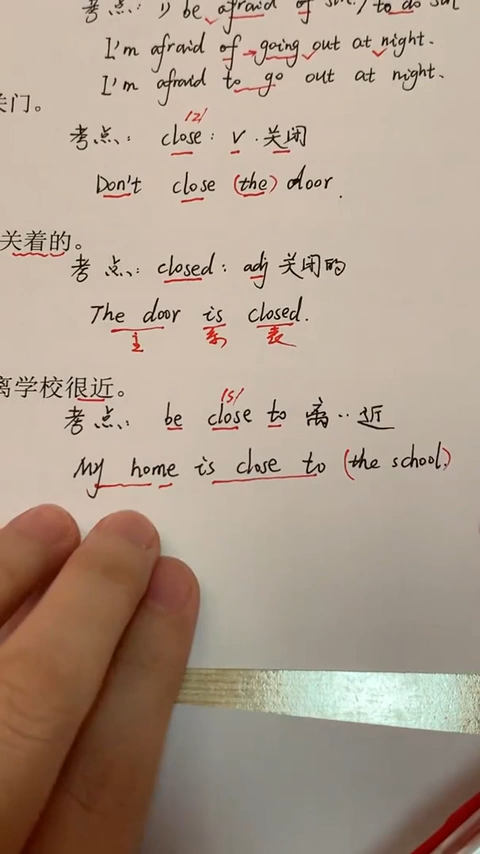 考点: 1) be afraid of sth. / to do sth
I'm afraid of going out at night.
I'm afraid to go out at night.
关门。
/z/
考点: close: v. 关闭
Don't close (the) door.
关着的。
考点: closed: adj 关闭的
The door is closed.
主 系 表
离学校很近。
/s/
考点: be close to 离··近
My home is close to (the school)